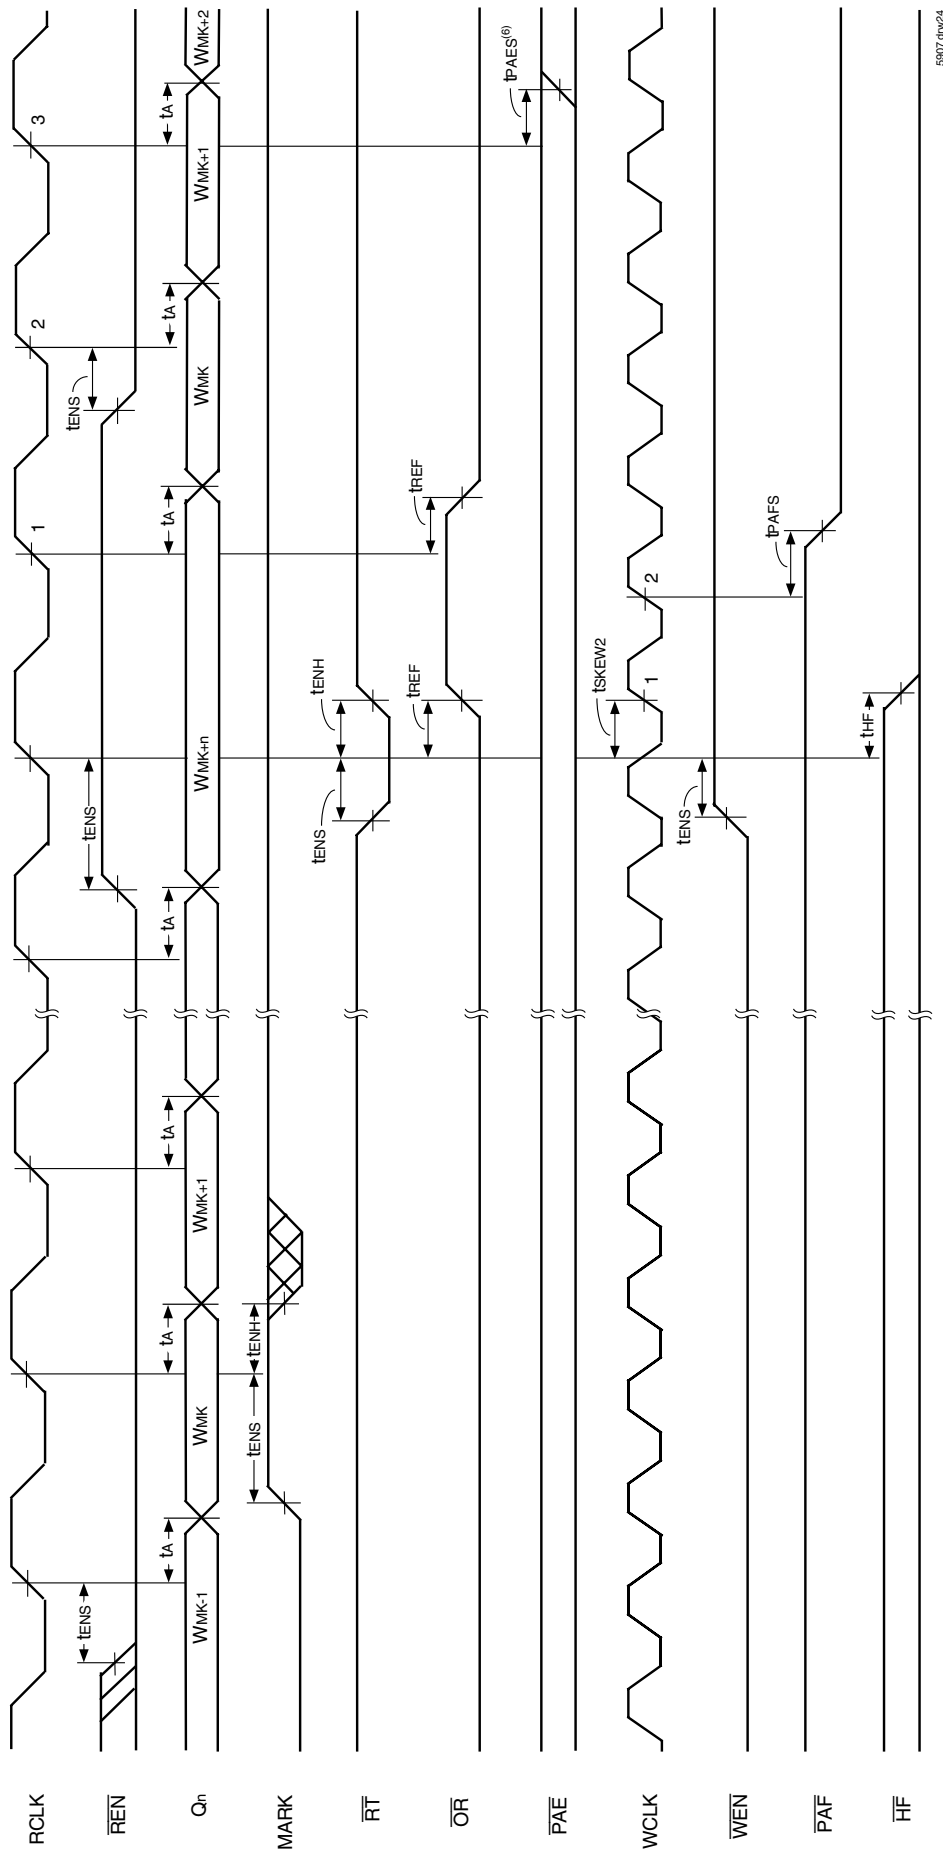 RCLK
1
2
3
REN
tENS
tENS
tENS
Qn
WMK-1
tA
WMK
tA
WMK+1
tA
tA
WMK+n
tA
WMK
tA
WMK+1
tA
WMK+2
MARK
tENS
tENH
RT
tENS
tENH
OR
tREF
tREF
PAE
tPAES(6)
WCLK
tSKEW2
1
2
WEN
tENS
PAF
tPAFS
HF
tHF
5907 drw24